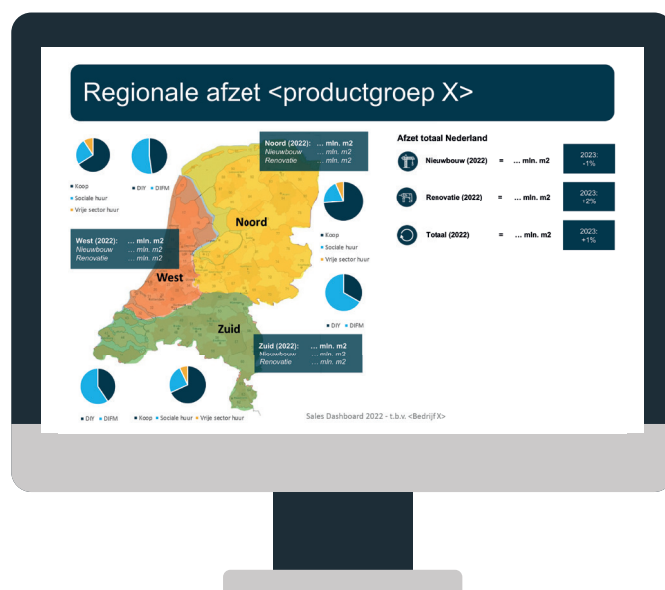 Regionale afzet <productgroep X>
Koop
Sociale huur
Vrije sector huur
DIY DIFM
Noord (2022): ... mln. m2
Nieuwbouw ... mln. m2
Renovatie ... mln. m2
Noord
Koop
Sociale huur
Vrije sector huur
DIY DIFM
West (2022): ... mln. m2
Nieuwbouw ... mln. m2
Renovatie ... mln. m2
West
Zuid
Zuid (2022): ... mln. m2
Nieuwbouw ... mln. m2
Renovatie ... mln. m2
DIY DIFM
Koop Sociale huur Vrije sector huur
Afzet totaal Nederland
Nieuwbouw (2022) = ... mln. m2
2023:
-1%
Renovatie (2022) = ... mln. m2
2023:
+2%
Totaal (2022) = ... mln. m2
2023:
+1%
Sales Dashboard 2022 - t.b.v. <Bedrijf X>